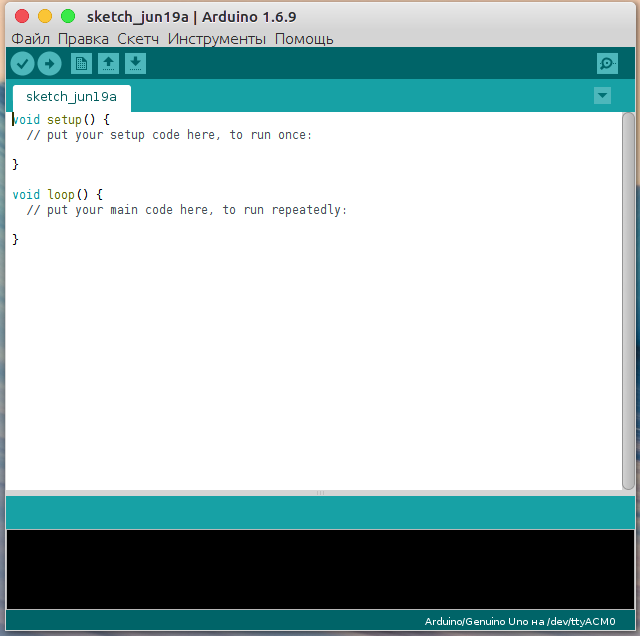 sketch_jun19a | Arduino 1.6.9
Файл Правка Скетч Инструменты Помощь
sketch_jun19a
void setup() {
  // put your setup code here, to run once:
}
void loop() {
  // put your main code here, to run repeatedly:
}
Arduino/Genuino Uno на /dev/ttyACM0